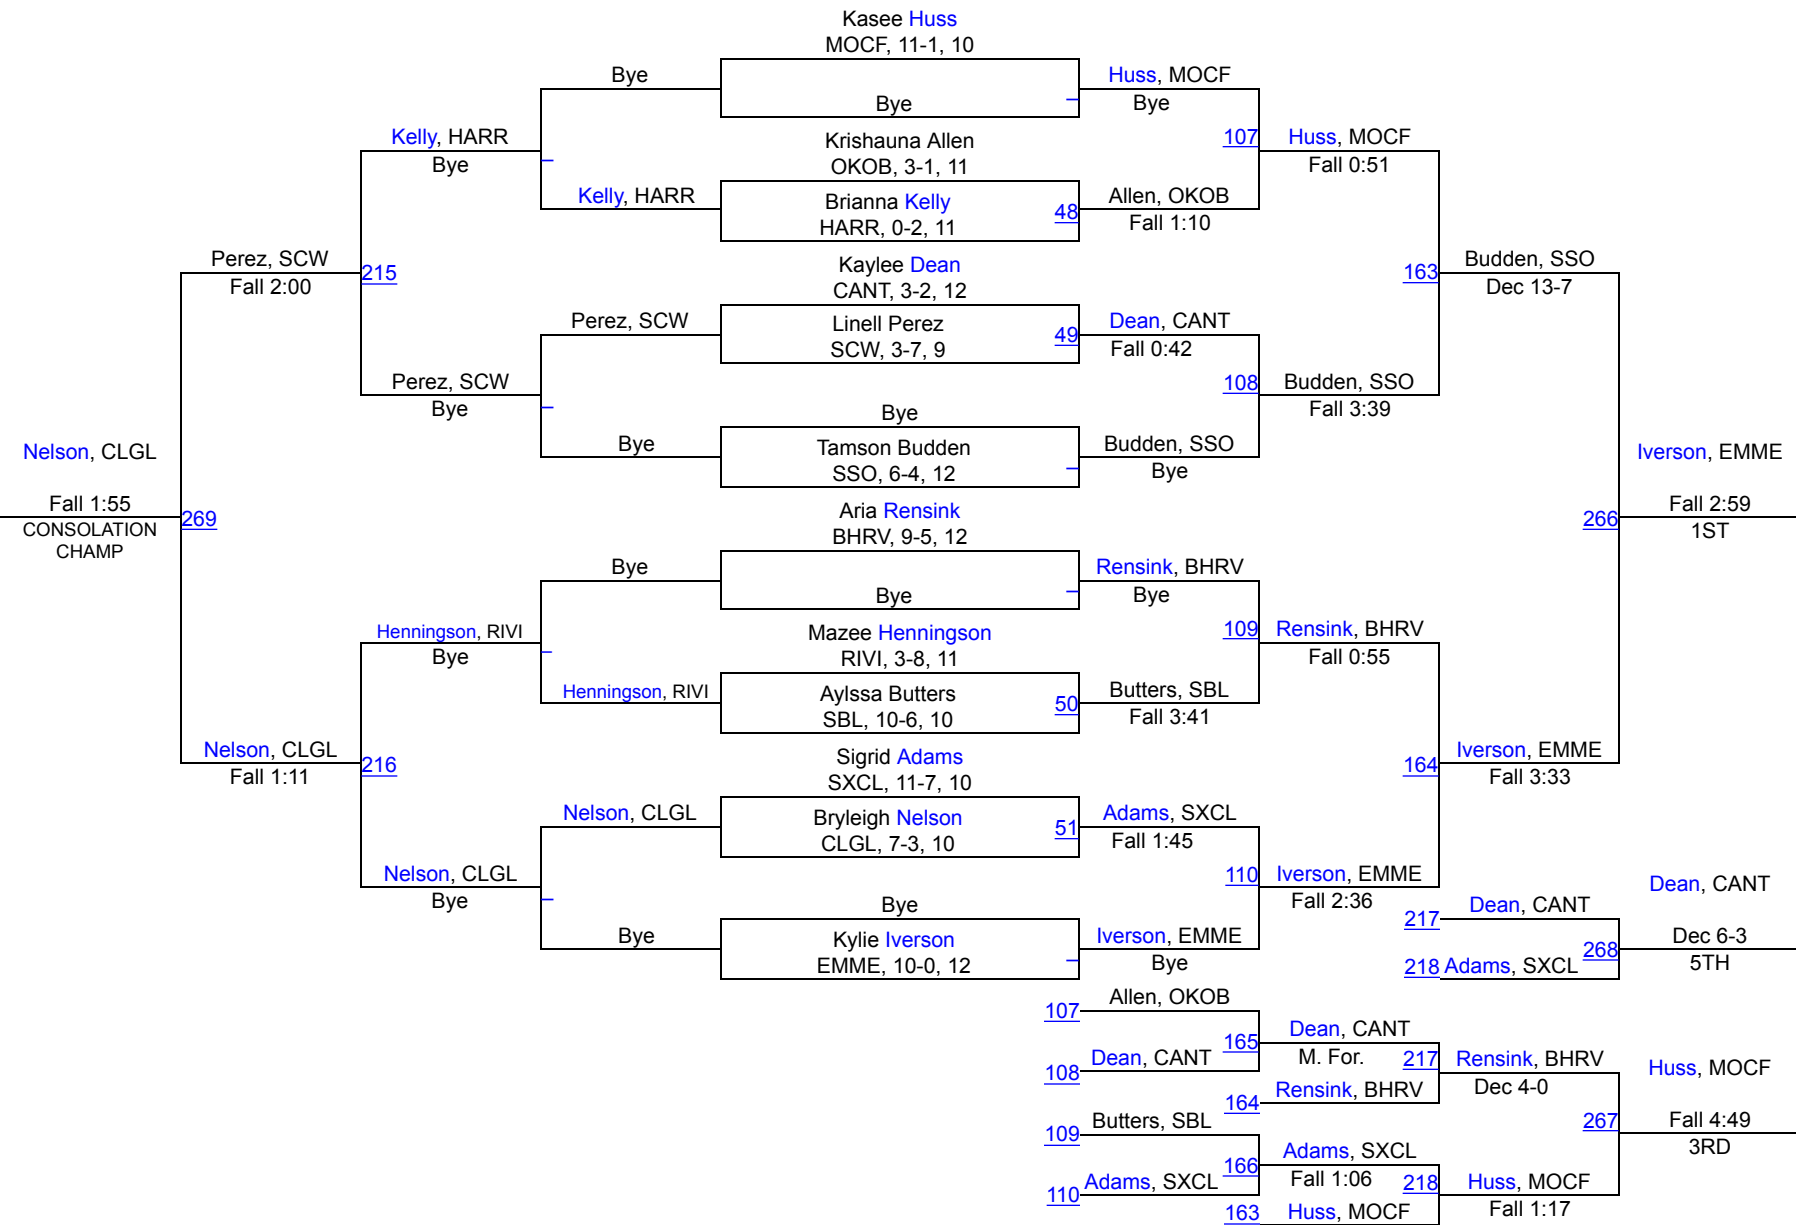 Kasee Huss
MOCF, 11-1, 10
Bye
Bye
Huss, MOCF
Bye
Kelly, HARR
Bye
Krishauna Allen
OKOB, 3-1, 11
107
Huss, MOCF
Fall 0:51
Kelly, HARR
Brianna Kelly
HARR, 0-2, 11
48
Allen, OKOB
Fall 1:10
Perez, SCW
Fall 2:00
215
Kaylee Dean
CANT, 3-2, 12
163
Budden, SSO
Dec 13-7
Perez, SCW
Linell Perez
SCW, 3-7, 9
49
Dean, CANT
Fall 0:42
Perez, SCW
Bye
108
Budden, SSO
Fall 3:39
Bye
Bye
Tamson Budden
SSO, 6-4, 12
Budden, SSO
Bye
Nelson, CLGL
Fall 1:55
CONSOLATION
CHAMP
269
Aria Rensink
BHRV, 9-5, 12
266
Iverson, EMME
Fall 2:59
1ST
Bye
Bye
Rensink, BHRV
Bye
Henningson, RIVI
Bye
Mazee Henningson
RIVI, 3-8, 11
109
Rensink, BHRV
Fall 0:55
Henningson, RIVI
Aylssa Butters
SBL, 10-6, 10
50
Butters, SBL
Fall 3:41
Nelson, CLGL
Fall 1:11
216
Sigrid Adams
SXCL, 11-7, 10
164
Iverson, EMME
Fall 3:33
Nelson, CLGL
Bryleigh Nelson
CLGL, 7-3, 10
51
Adams, SXCL
Fall 1:45
Nelson, CLGL
Bye
110
Iverson, EMME
Fall 2:36
Bye
Bye
Kylie Iverson
EMME, 10-0, 12
Iverson, EMME
Bye
217
Dean, CANT
218
Adams, SXCL
268
Dean, CANT
Dec 6-3
5TH
107
Allen, OKOB
108
Dean, CANT
165
Dean, CANT
M. For.
164
Rensink, BHRV
217
Rensink, BHRV
Dec 4-0
109
Butters, SBL
110
Adams, SXCL
166
Adams, SXCL
Fall 1:06
163
Huss, MOCF
218
Huss, MOCF
Fall 1:17
267
Huss, MOCF
Fall 4:49
3RD